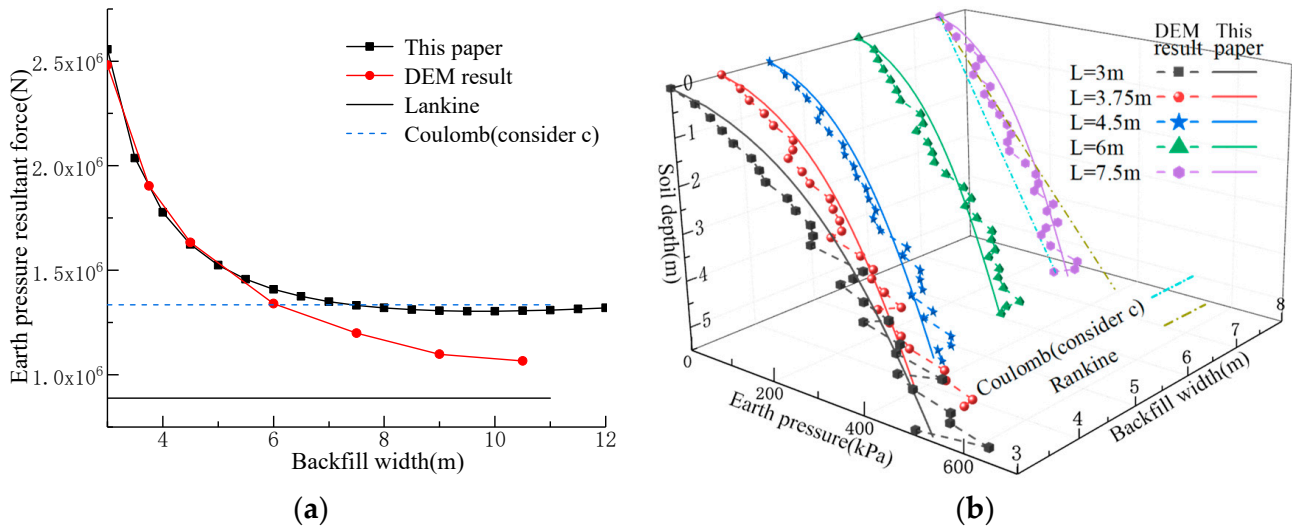 2.5x10⁶
2.0x10⁶
1.5x10⁶
1.0x10⁶
Earth pressure resultant force(N)
This paper
DEM result
Lankine
Coulomb(consider c)
4 6 8 10 12
Backfill width(m)
(a)
DEM This
result paper
L=3m
L=3.75m
L=4.5m
L=6m
L=7.5m
0
-1
-2
-3
-4
-5
Soil depth(m)
0
200
400
600
Earth pressure(kPa)
Coulomb(consider c)
Rankine
3
4
5
6
7
8
Backfill width(m)
(b)